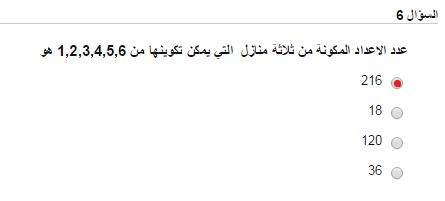 السؤال 6
عدد الاعداد المكونة من ثلاثة منازل التي يمكن تكوينها من 1,2,3,4,5,6 هو
216
18
120
36